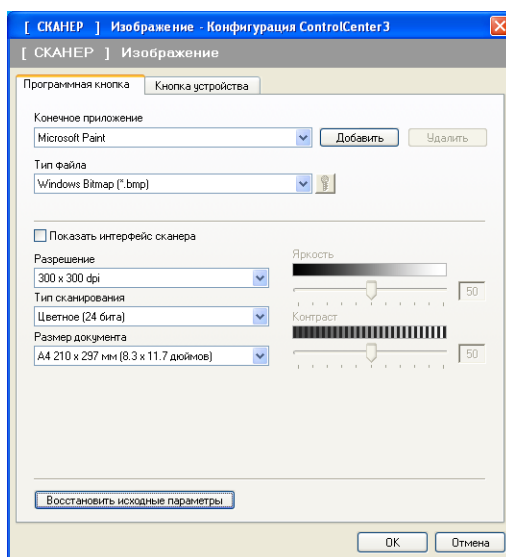 [ СКАНЕР ] Изображение - Конфигурация ControlCenter3
[ СКАНЕР ] Изображение
Программная кнопка
Кнопка устройства
Конечное приложение
Microsoft Paint
Добавить
Удалить
Тип файла
Windows Bitmap (*.bmp)
Показать интерфейс сканера
Разрешение
300 x 300 dpi
Тип сканирования
Цветное (24 бита)
Размер документа
A4 210 x 297 мм (8.3 x 11.7 дюймов)
Яркость
50
Контраст
50
Восстановить исходные параметры
OK
Отмена